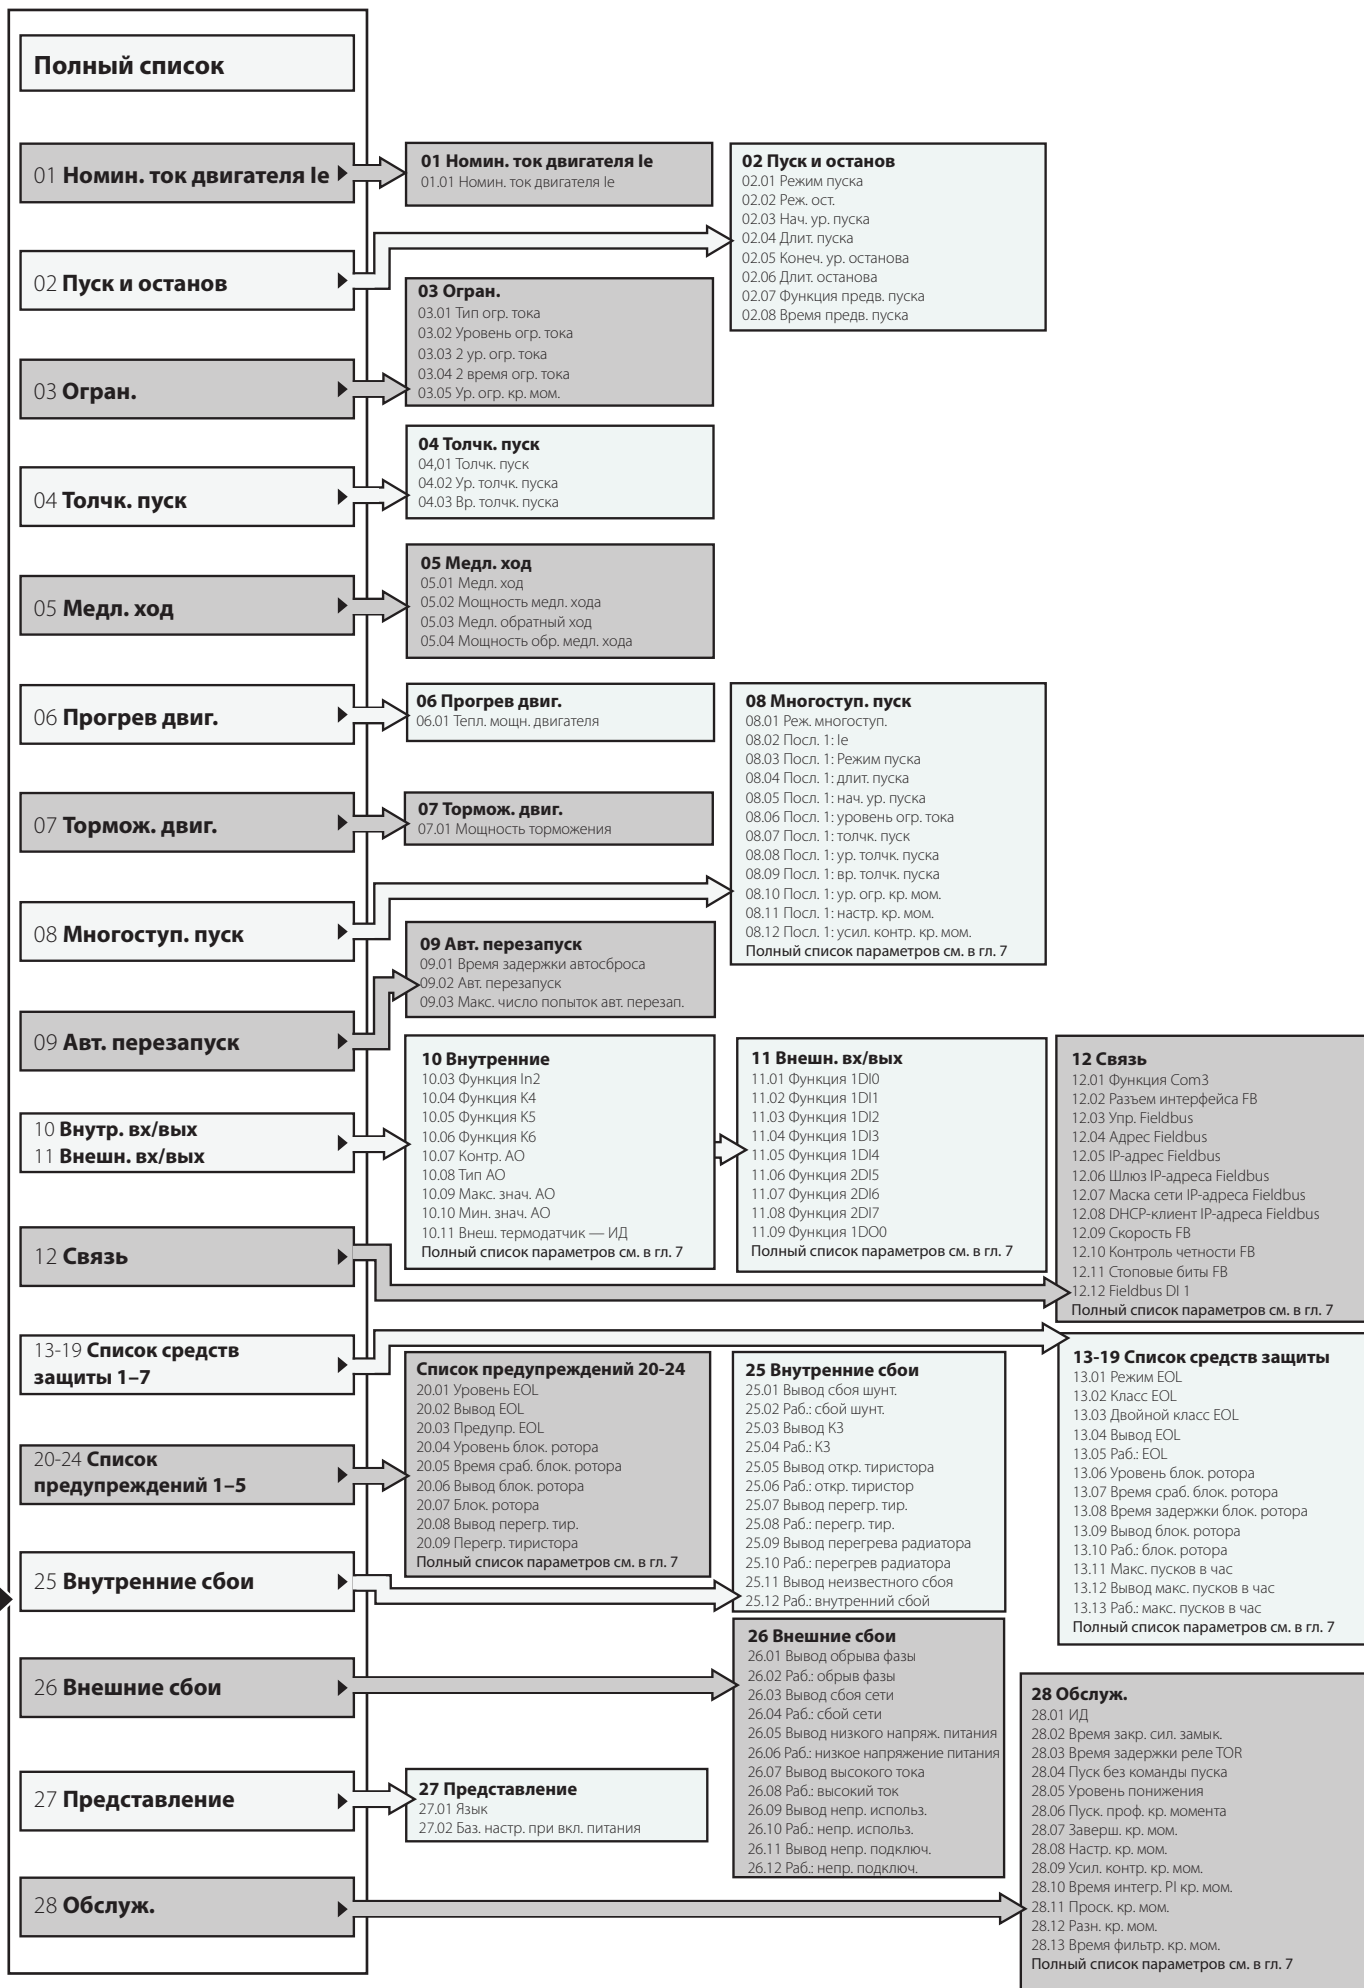 Полный список
01 Номин. ток двигателя Ie
02 Пуск и останов
03 Огран.
04 Толчк. пуск
05 Медл. ход
06 Прогрев двиг.
07 Тормож. двиг.
08 Многоступ. пуск
09 Авт. перезапуск
10 Внутр. вх/вых
11 Внешн. вх/вых
12 Связь
13-19 Список средств
защиты 1–7
20-24 Список
предупреждений 1–5
25 Внутренние сбои
26 Внешние сбои
27 Представление
28 Обслуж.
01 Номин. ток двигателя Ie
01.01 Номин. ток двигателя Ie
02 Пуск и останов
02.01 Режим пуска
02.02 Реж. ост.
02.03 Нач. ур. пуска
02.04 Длит. пуска
02.05 Конеч. ур. останова
02.06 Длит. останова
02.07 Функция предв. пуска
02.08 Время предв. пуска
03 Огран.
03.01 Тип огр. тока
03.02 Уровень огр. тока
03.03 2 ур. огр. тока
03.04 2 время огр. тока
03.05 Ур. огр. кр. мом.
04 Толчк. пуск
04,01 Толчк. пуск
04.02 Ур. толчк. пуска
04.03 Вр. толчк. пуска
05 Медл. ход
05.01 Медл. ход
05.02 Мощность медл. хода
05.03 Медл. обратный ход
05.04 Мощность обр. медл. хода
06 Прогрев двиг.
06.01 Тепл. мощн. двигателя
07 Тормож. двиг.
07.01 Мощность торможения
08 Многоступ. пуск
08.01 Реж. многоступ.
08.02 Посл. 1: Ie
08.03 Посл. 1: Режим пуска
08.04 Посл. 1: длит. пуска
08.05 Посл. 1: нач. ур. пуска
08.06 Посл. 1: уровень огр. тока
08.07 Посл. 1: толчк. пуск
08.08 Посл. 1: ур. толчк. пуска
08.09 Посл. 1: вр. толчк. пуска
08.10 Посл. 1: ур. огр. кр. мом.
08.11 Посл. 1: настр. кр. мом.
08.12 Посл. 1: усил. контр. кр. мом.
Полный список параметров см. в гл. 7
09 Авт. перезапуск
09.01 Время задержки автосброса
09.02 Авт. перезапуск
09.03 Макс. число попыток авт. перезап.
10 Внутренние
10.03 Функция In2
10.04 Функция K4
10.05 Функция K5
10.06 Функция K6
10.07 Контр. AO
10.08 Тип AO
10.09 Макс. знач. AO
10.10 Мин. знач. AO
10.11 Внеш. термодатчик — ИД
Полный список параметров см. в гл. 7
11 Внешн. вх/вых
11.01 Функция 1DI0
11.02 Функция 1DI1
11.03 Функция 1DI2
11.04 Функция 1DI3
11.05 Функция 1DI4
11.06 Функция 2DI5
11.07 Функция 2DI6
11.08 Функция 2DI7
11.09 Функция 1DO0
Полный список параметров см. в гл. 7
12 Связь
12.01 Функция Com3
12.02 Разъем интерфейса FB
12.03 Упр. Fieldbus
12.04 Адрес Fieldbus
12.05 IP-адрес Fieldbus
12.06 Шлюз IP-адреса Fieldbus
12.07 Маска сети IP-адреса Fieldbus
12.08 DHCP-клиент IP-адреса Fieldbus
12.09 Скорость FB
12.10 Контроль четности FB
12.11 Стоповые биты FB
12.12 Fieldbus DI 1
Полный список параметров см. в гл. 7
13-19 Список средств защиты
13.01 Режим EOL
13.02 Класс EOL
13.03 Двойной класс EOL
13.04 Вывод EOL
13.05 Раб.: EOL
13.06 Уровень блок. ротора
13.07 Время сраб. блок. ротора
13.08 Время задержки блок. ротора
13.09 Вывод блок. ротора
13.10 Раб.: блок. ротора
13.11 Макс. пусков в час
13.12 Вывод макс. пусков в час
13.13 Раб.: макс. пусков в час
Полный список параметров см. в гл. 7
Список предупреждений 20-24
20.01 Уровень EOL
20.02 Вывод EOL
20.03 Предупр. EOL
20.04 Уровень блок. ротора
20.05 Время сраб. блок. ротора
20.06 Вывод блок. ротора
20.07 Блок. ротора
20.08 Вывод перегр. тир.
20.09 Перегр. тиристора
Полный список параметров см. в гл. 7
25 Внутренние сбои
25.01 Вывод сбоя шунт.
25.02 Раб.: сбой шунт.
25.03 Вывод КЗ
25.04 Раб.: КЗ
25.05 Вывод откр. тиристора
25.06 Раб.: откр. тиристор
25.07 Вывод перегр. тир.
25.08 Раб.: перегр. тир.
25.09 Вывод перегрева радиатора
25.10 Раб.: перегрев радиатора
25.11 Вывод неизвестного сбоя
25.12 Раб.: внутренний сбой
26 Внешние сбои
26.01 Вывод обрыва фазы
26.02 Раб.: обрыв фазы
26.03 Вывод сбоя сети
26.04 Раб.: сбой сети
26.05 Вывод низкого напряж. питания
26.06 Раб.: низкое напряжение питания
26.07 Вывод высокого тока
26.08 Раб.: высокий ток
26.09 Вывод непр. использ.
26.10 Раб.: непр. использ.
26.11 Вывод непр. подключ.
26.12 Раб.: непр. подключ.
27 Представление
27.01 Язык
27.02 Баз. настр. при вкл. питания
28 Обслуж.
28.01 ИД
28.02 Время закр. сил. замык.
28.03 Время задержки реле TOR
28.04 Пуск без команды пуска
28.05 Уровень понижения
28.06 Пуск. проф. кр. момента
28.07 Заверш. кр. мом.
28.08 Настр. кр. мом.
28.09 Усил. контр. кр. мом.
28.10 Время интегр. PI кр. мом.
28.11 Проск. кр. мом.
28.12 Разн. кр. мом.
28.13 Время фильтр. кр. мом.
Полный список параметров см. в гл. 7